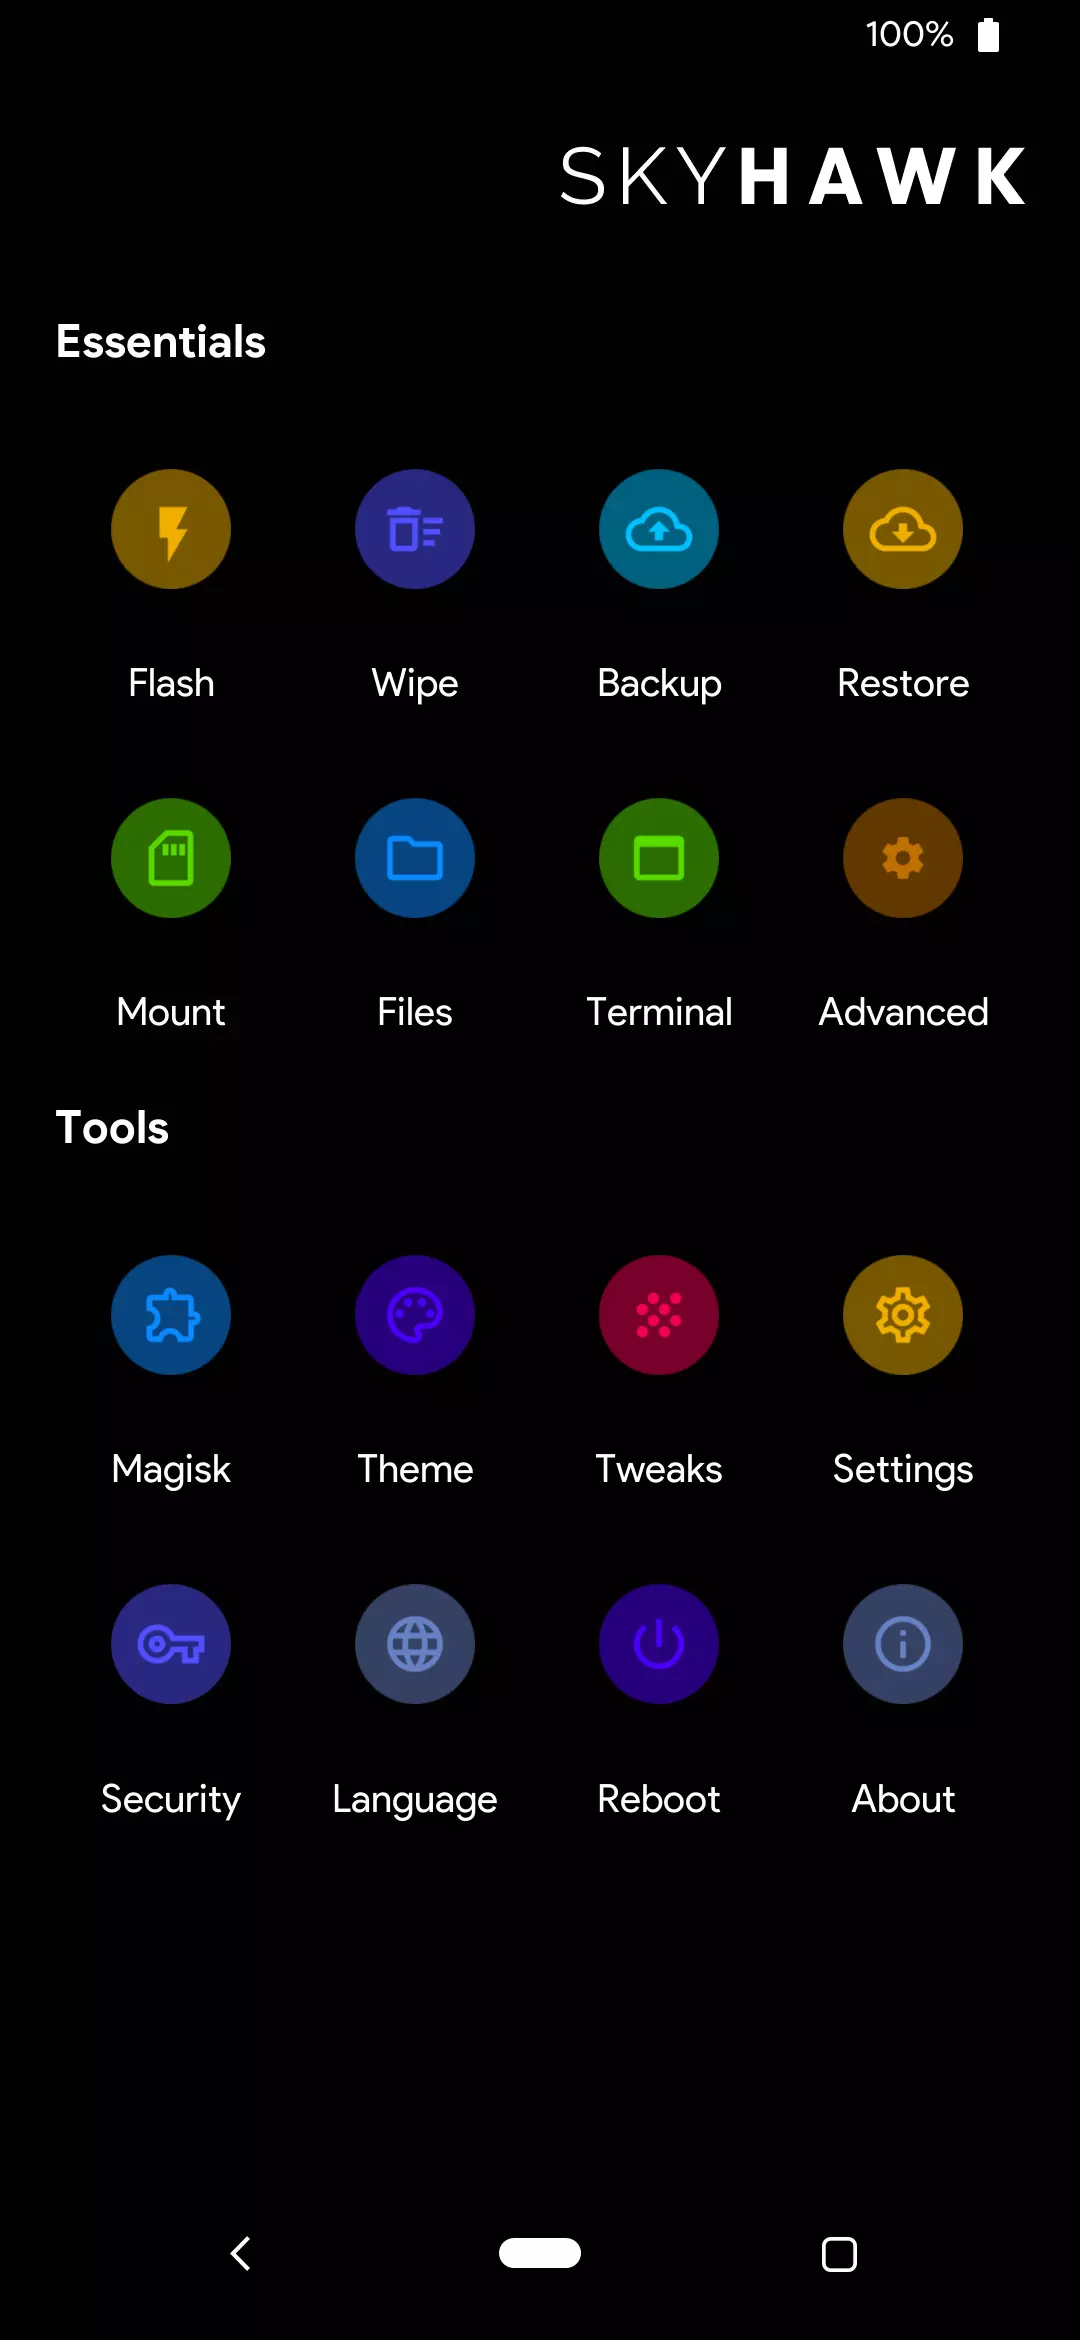 100%
SKYHAWK
Essentials
Flash Wipe Backup Restore
Mount Files Terminal Advanced
Tools
Magisk Theme Tweaks Settings
Security Language Reboot About